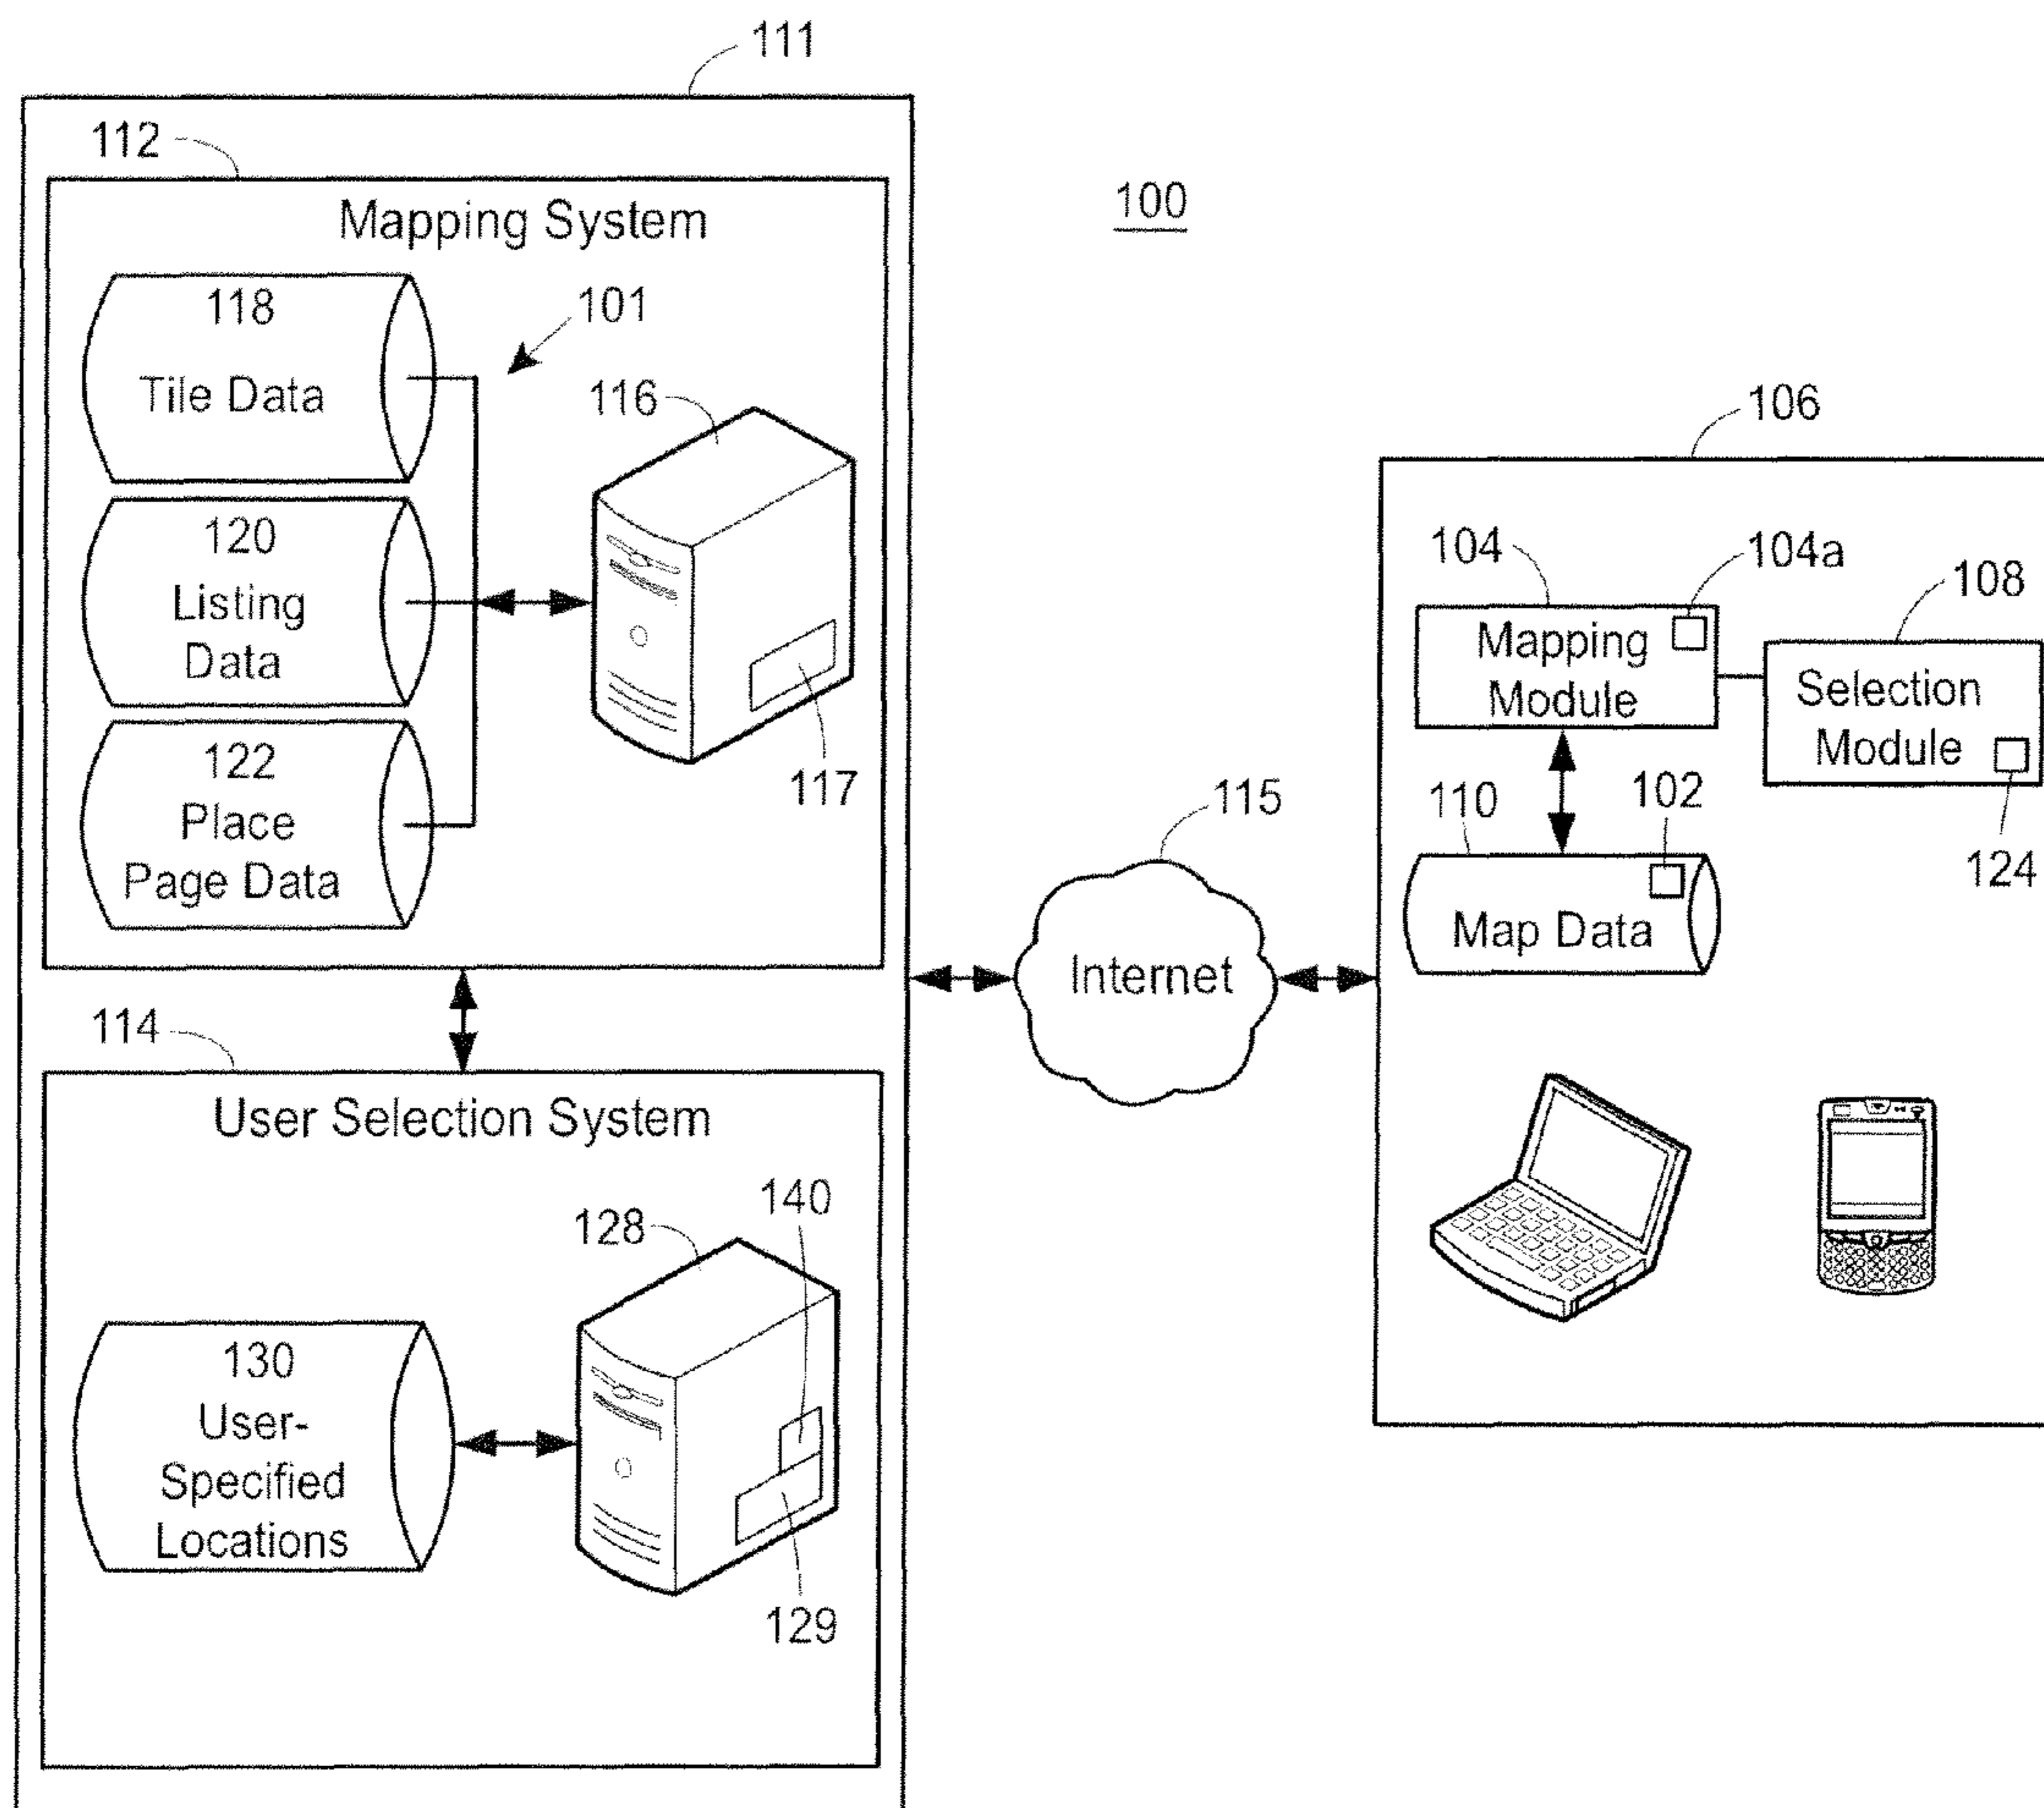 111
112
100
Mapping System
118
Tile Data
101
116
120
Listing
Data
117
122
Place
Page Data
106
104
104a
108
Mapping
Module
Selection
Module
110
102
124
Map Data
115
Internet
114
User Selection System
140
128
130
User-
Specified
Locations
129